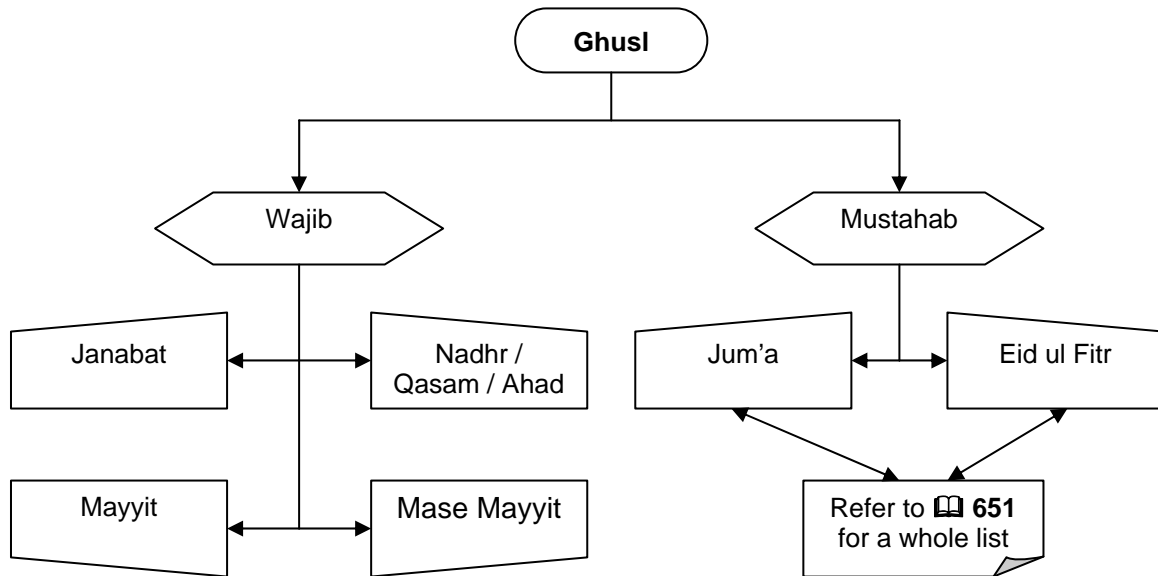 Ghusl
Wajib
Mustahab
Janabat
Nadhr /
Qasam / Ahad
Jum’a
Eid ul Fitr
Mayyit
Mase Mayyit
Refer to 🕮 651
for a whole list